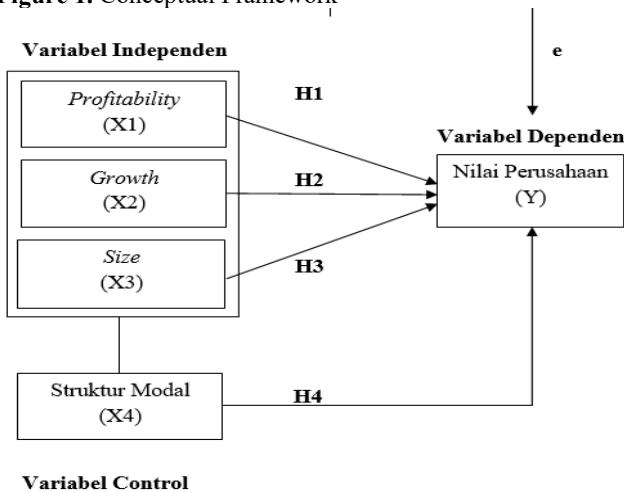 Figure 1. Conceptual Framework
Variabel Independen
e
Profitability
(X1)
H1
Variabel Dependen
Growth
(X2)
H2
Nilai Perusahaan
(Y)
Size
(X3)
H3
Struktur Modal
(X4)
H4
Variabel Control